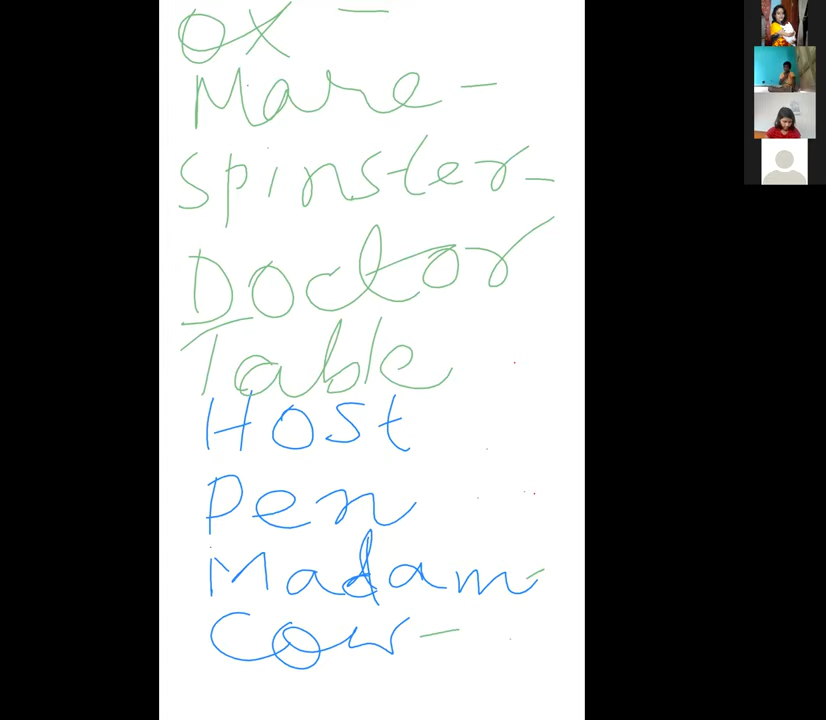 Ox -
Mare -
Spinster -
Doctor
Table
Host
Pen
Madam -
Cow -